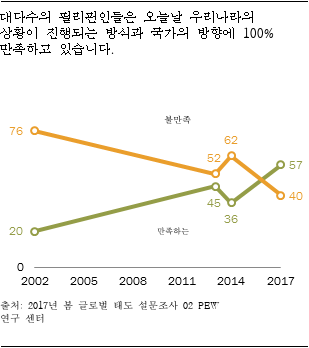 대다수의 필리핀인들은 오늘날 우리나라의
상황이 진행되는 방식과 국가의 방향에 100%
만족하고 있습니다.
불만족
76
62
52
57
45
40
36
20
만족하는
0
2002 2005 2008 2011 2014 2017
출처: 2017년 봄 글로벌 태도 설문조사 02 PEW
연구 센터